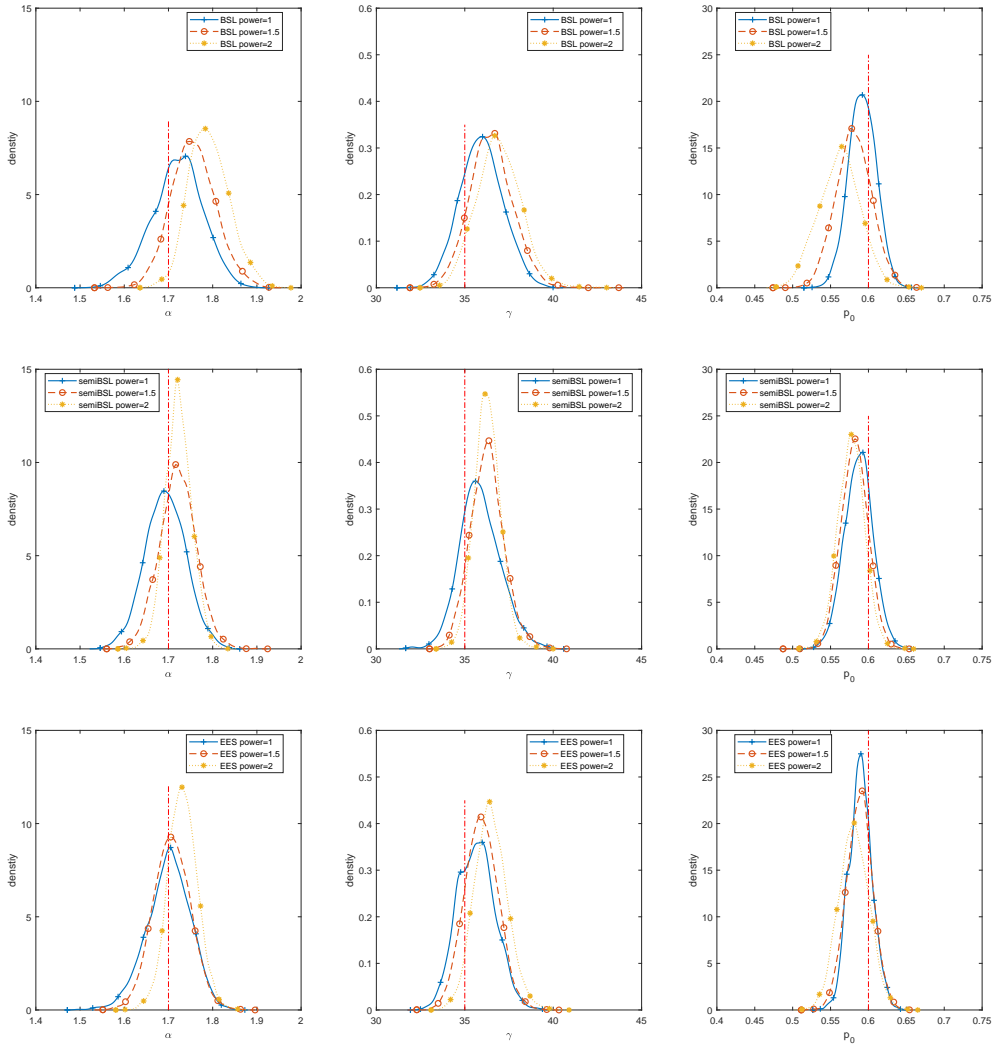 BSL power=1
BSL power=1.5
BSL power=2
15
10
5
0
denstiy
1.4 1.5 1.6 1.7 1.8 1.9 2
α
BSL power=1
BSL power=1.5
BSL power=2
0.6
0.5
0.4
0.3
0.2
0.1
0
denstiy
30 35 40 45
γ
BSL power=1
BSL power=1.5
BSL power=2
30
25
20
15
10
5
0
denstiy
0.4 0.45 0.5 0.55 0.6 0.65 0.7 0.75
p0
semiBSL power=1
semiBSL power=1.5
semiBSL power=2
15
10
5
0
denstiy
1.4 1.5 1.6 1.7 1.8 1.9 2
α
semiBSL power=1
semiBSL power=1.5
semiBSL power=2
0.6
0.5
0.4
0.3
0.2
0.1
0
denstiy
30 35 40 45
γ
semiBSL power=1
semiBSL power=1.5
semiBSL power=2
30
25
20
15
10
5
0
denstiy
0.4 0.45 0.5 0.55 0.6 0.65 0.7 0.75
p0
EES power=1
EES power=1.5
EES power=2
15
10
5
0
denstiy
1.4 1.5 1.6 1.7 1.8 1.9 2
α
EES power=1
EES power=1.5
EES power=2
0.6
0.5
0.4
0.3
0.2
0.1
0
denstiy
30 35 40 45
γ
EES power=1
EES power=1.5
EES power=2
30
25
20
15
10
5
0
denstiy
0.4 0.45 0.5 0.55 0.6 0.65 0.7 0.75
p0